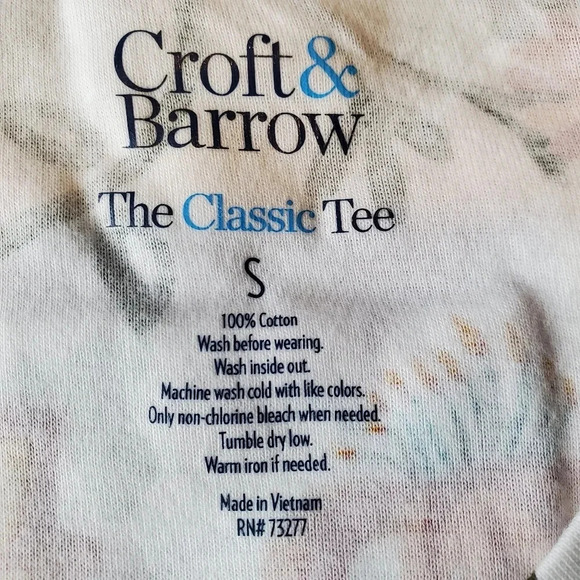 Croft&
Barrow
The Classic Tee
S
100% Cotton
Wash before wearing.
Wash inside out.
Machine wash cold with like colors.
Only non-chlorine bleach when needed.
Tumble dry low.
Warm iron if needed.
Made in Vietnam
RN# 73277